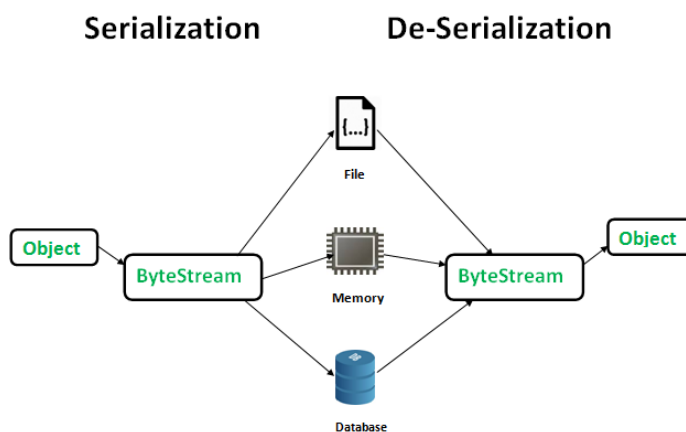 Serialization
De-Serialization
{...}
File
Object
ByteStream
Memory
ByteStream
Object
Database